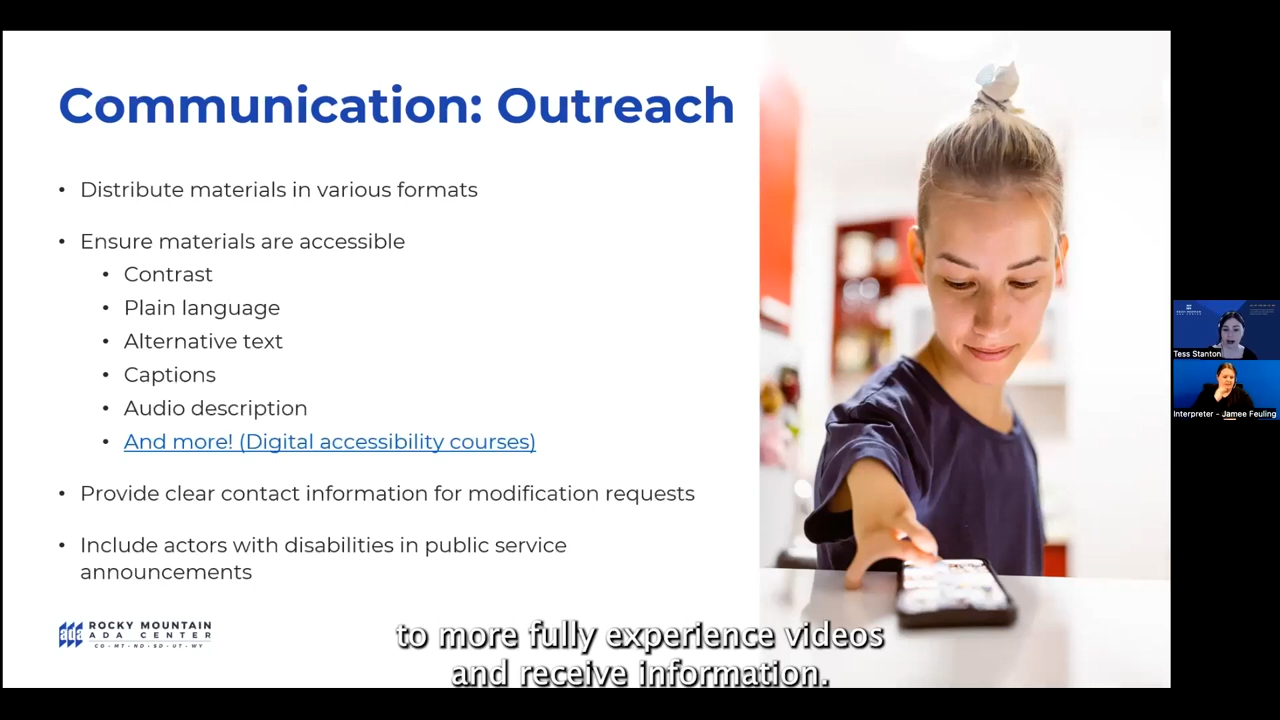 Communication: Outreach
• Distribute materials in various formats
• Ensure materials are accessible
• Contrast
• Plain language
• Alternative text
• Captions
• Audio description
• And more! (Digital accessibility courses)
• Provide clear contact information for modification requests
• Include actors with disabilities in public service
announcements
ada
ROCKY MOUNTAIN
ADA CENTER
CO · MT · ND · SD · UT · WY
to more fully experience videos
and receive information.
Tess Stanton
Interpreter - Jamee Feuling